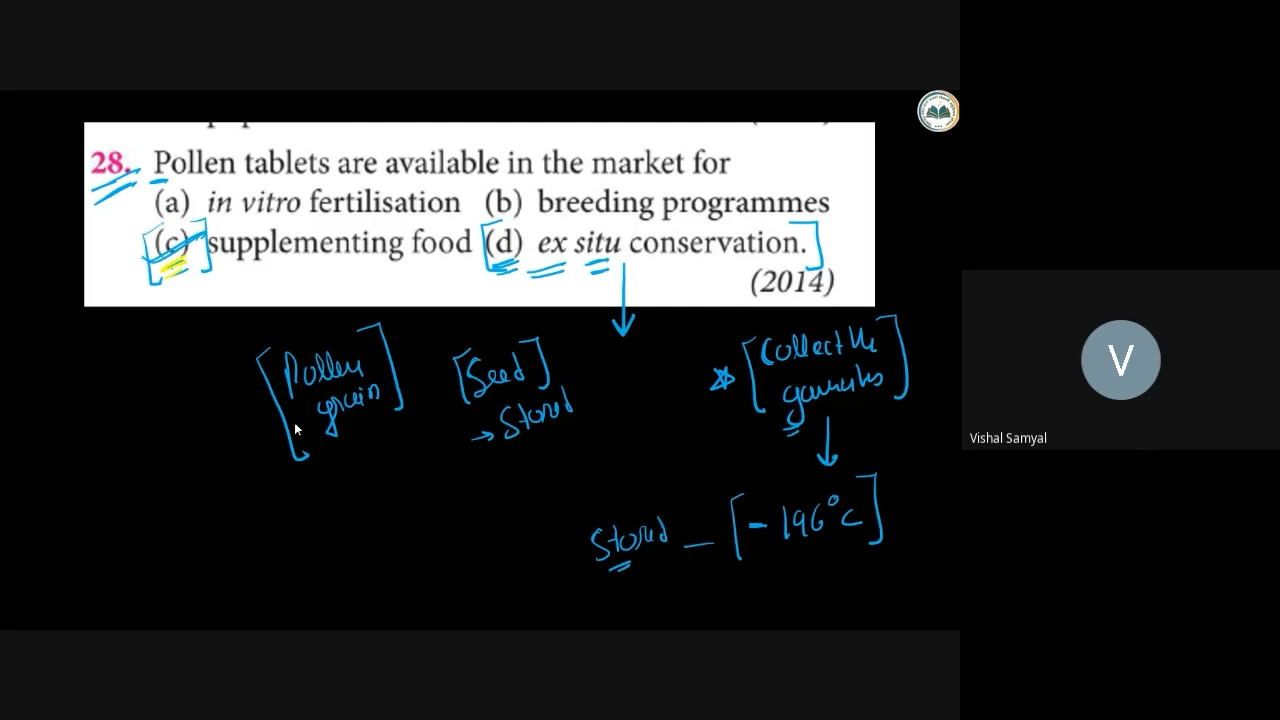 28. Pollen tablets are available in the market for
(a) in vitro fertilisation (b) breeding programmes
(c) supplementing food (d) ex situ conservation.
(2014)
Pollen
grain
Seed
→ Stored
Collect the
Stored – [-196°C]
V
Vishal Samyal